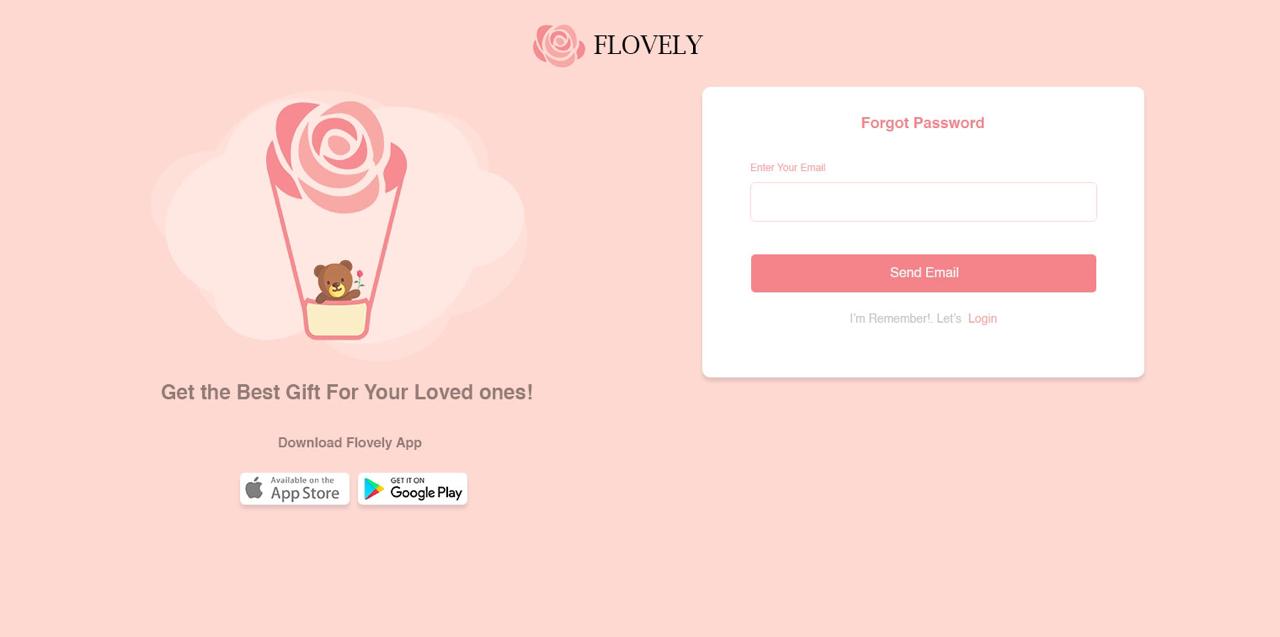 FLOVELY
Forgot Password
Enter Your Email
Send Email
I'm Remember!. Let's Login
Get the Best Gift For Your Loved ones!
Download Flovely App
Available on the
App Store
GET IT ON
Google Play